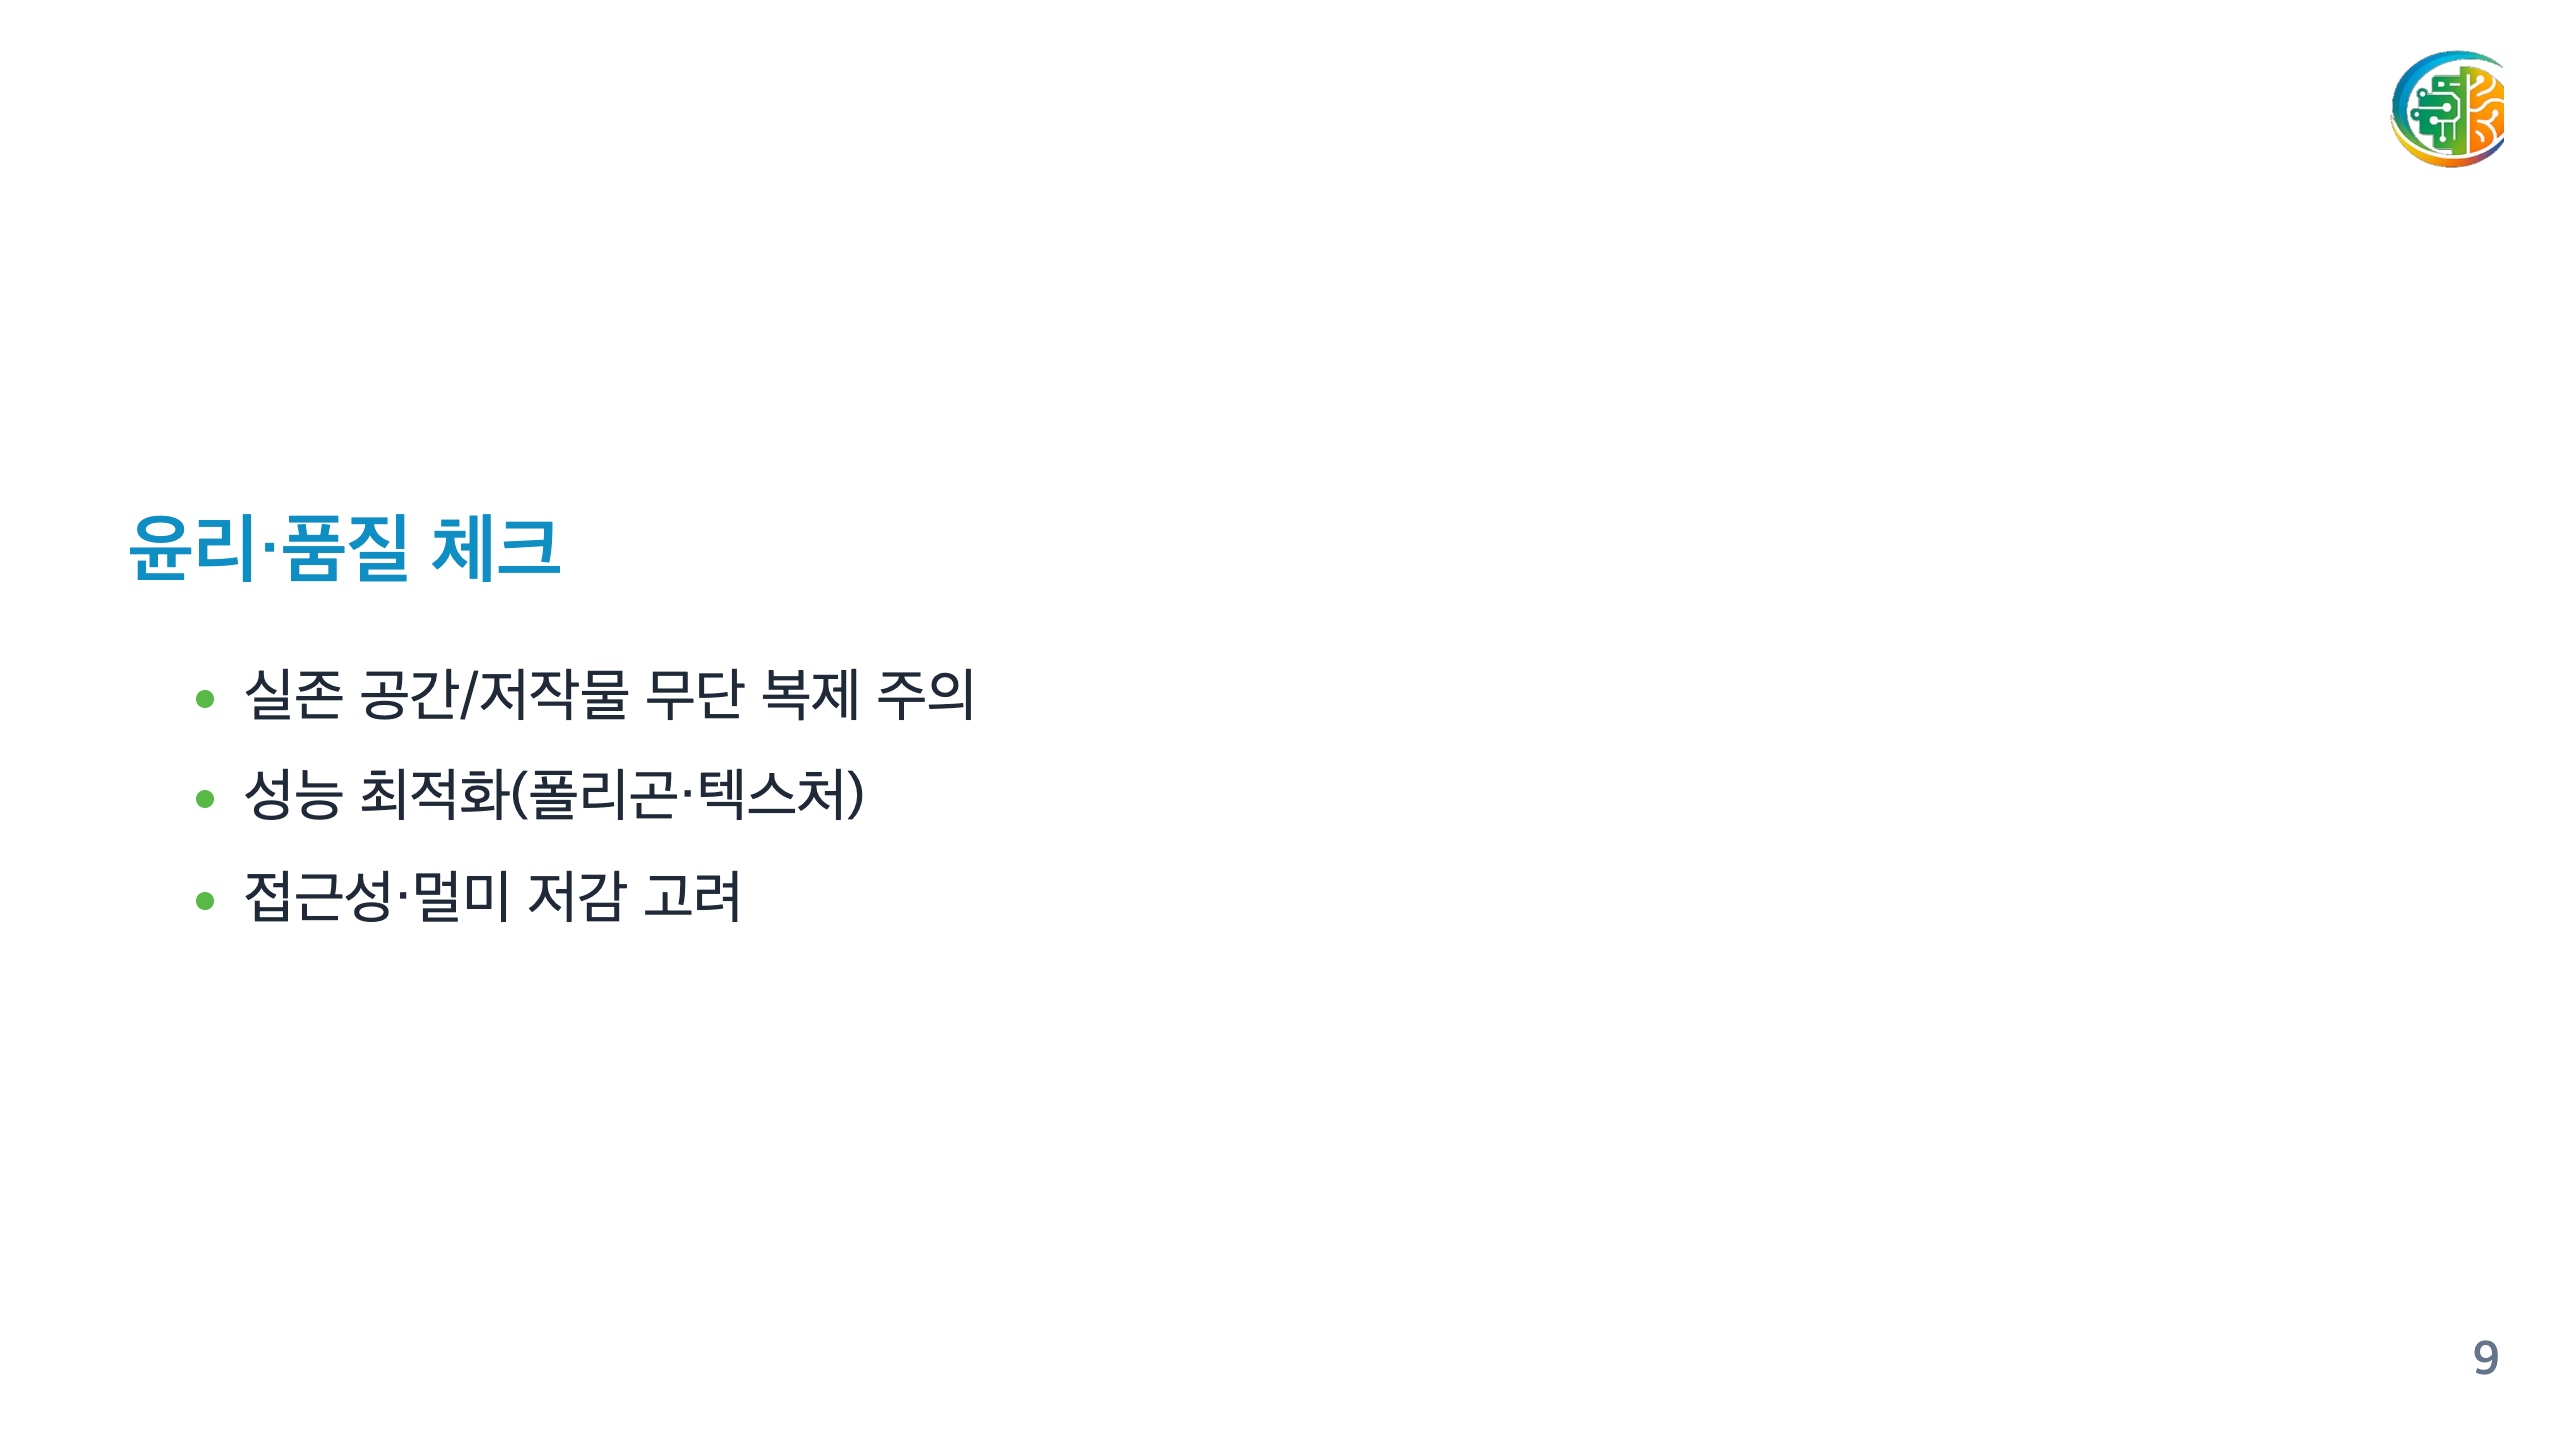 윤리·품질 체크
실존 공간/저작물 무단 복제 주의
성능 최적화(폴리곤·텍스처)
접근성·멀미 저감 고려
9